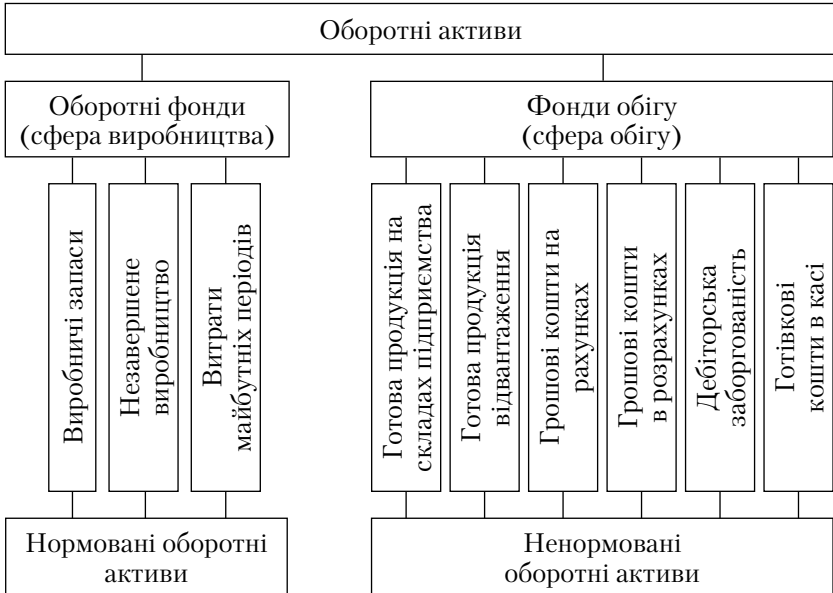 Оборотні активи
Оборотні фонди
(сфера виробництва)
Фонди обігу
(сфера обігу)
Виробничі запаси
Незавершене
виробництво
Витрати
майбутніх періодів
Готова продукція на
складах підприємства
Готова продукція
відвантаження
Грошові кошти на
рахунках
Грошові кошти
в розрахунках
Дебіторська
заборгованість
Готівкові
кошти в касі
Нормовані оборотні
активи
Ненормовані
оборотні активи